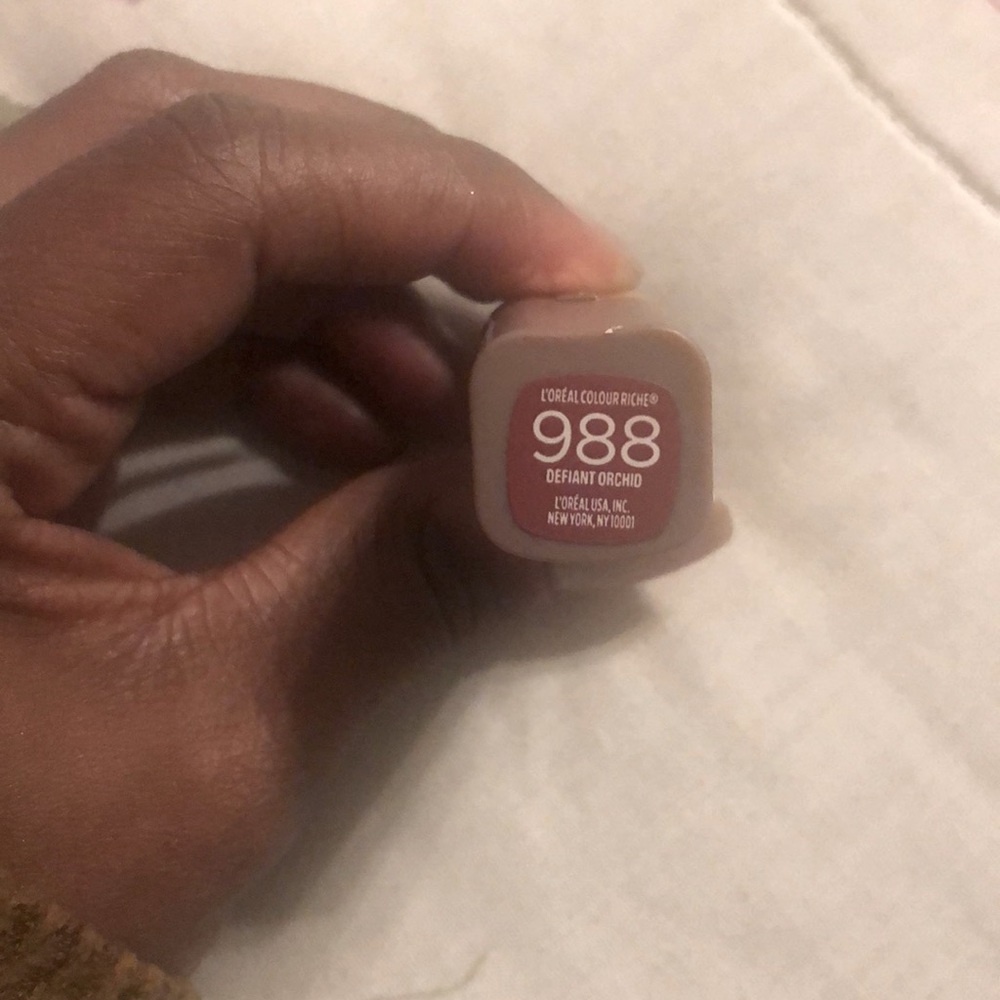 L'ORÉAL COLOUR RICHE®
988
DEFIANT ORCHID
L'ORÉAL USA, INC.
NEW YORK, NY 10001